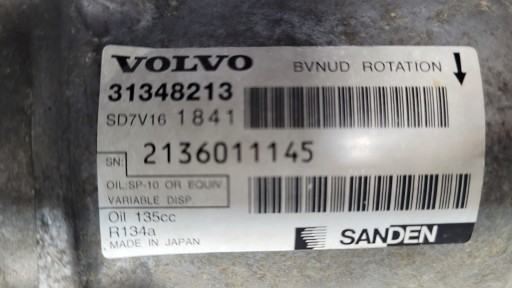 VOLVO BVNUD ROTATION ↓
31348213
SD7V16 1841
SN: 2136011145
OIL:SP-10 OR EQUIV.
VARIABLE DISP.
Oil 135cc
R134a
MADE IN JAPAN SANDEN